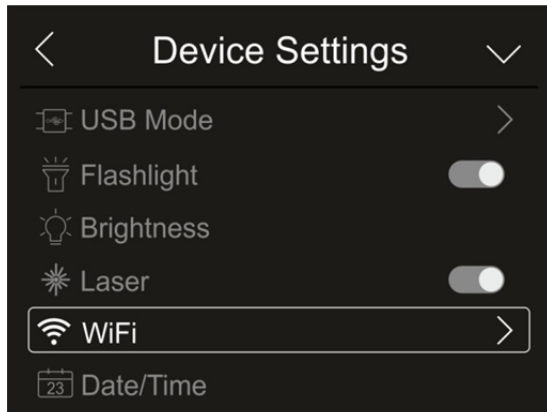 Device Settings
USB Mode
Flashlight
Brightness
Laser
WiFi
23 Date/Time